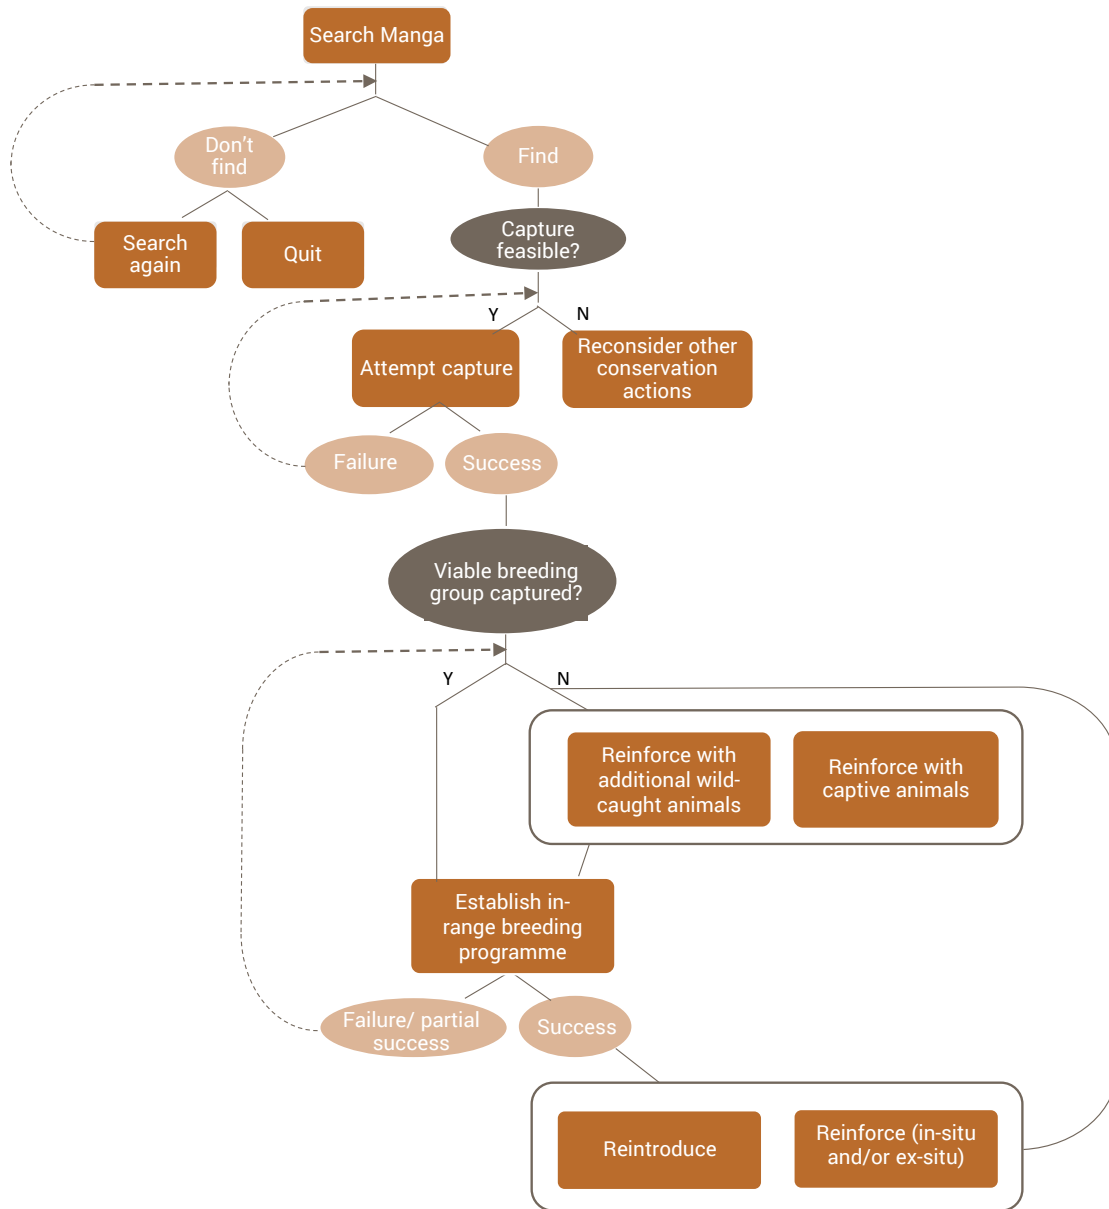 Search Manga
Don't
find
Find
Search
again
Quit
Capture
feasible?
Y
N
Attempt capture
Reconsider other
conservation
actions
Failure
Success
Viable breeding
group captured?
Y
N
Reinforce with
additional wild-
caught animals
Reinforce with
captive animals
Establish in-
range breeding
programme
Failure/ partial
success
Success
Reintroduce
Reinforce (in-situ
and/or ex-situ)